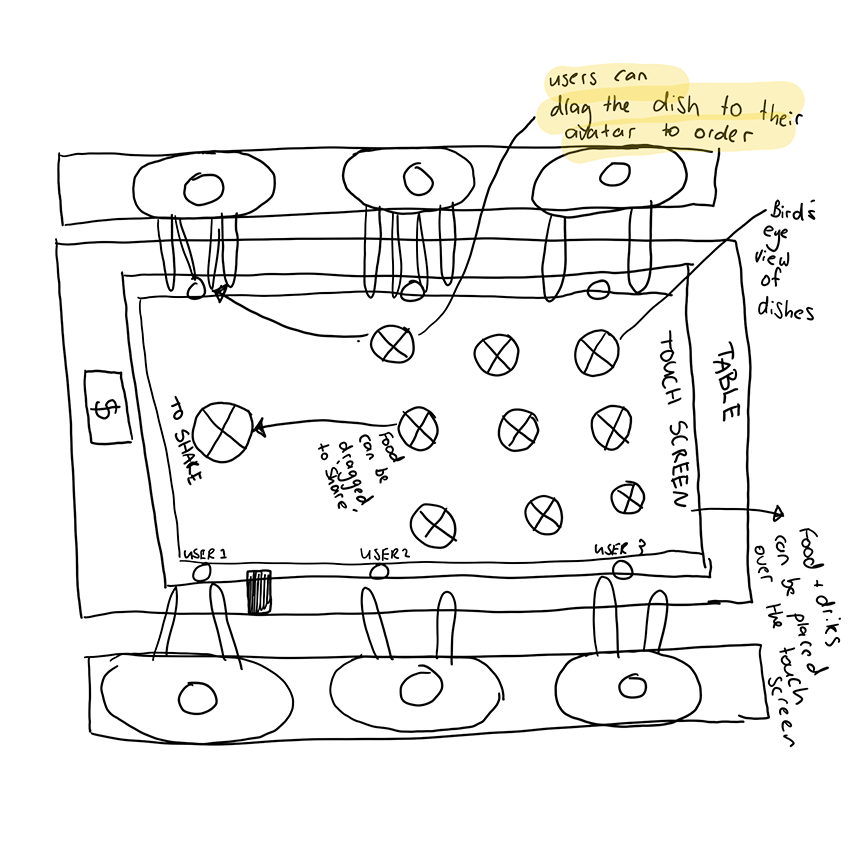 users can
drag the dish to their
avatar to order
Bird's
eye
view
of
dishes
TABLE
TOUCH SCREEN
$
TO SHARE
Food
can be
dragged
to share.
USER 1
USER 2
USER 3
Food + driks
can be placed
over the touch
screen